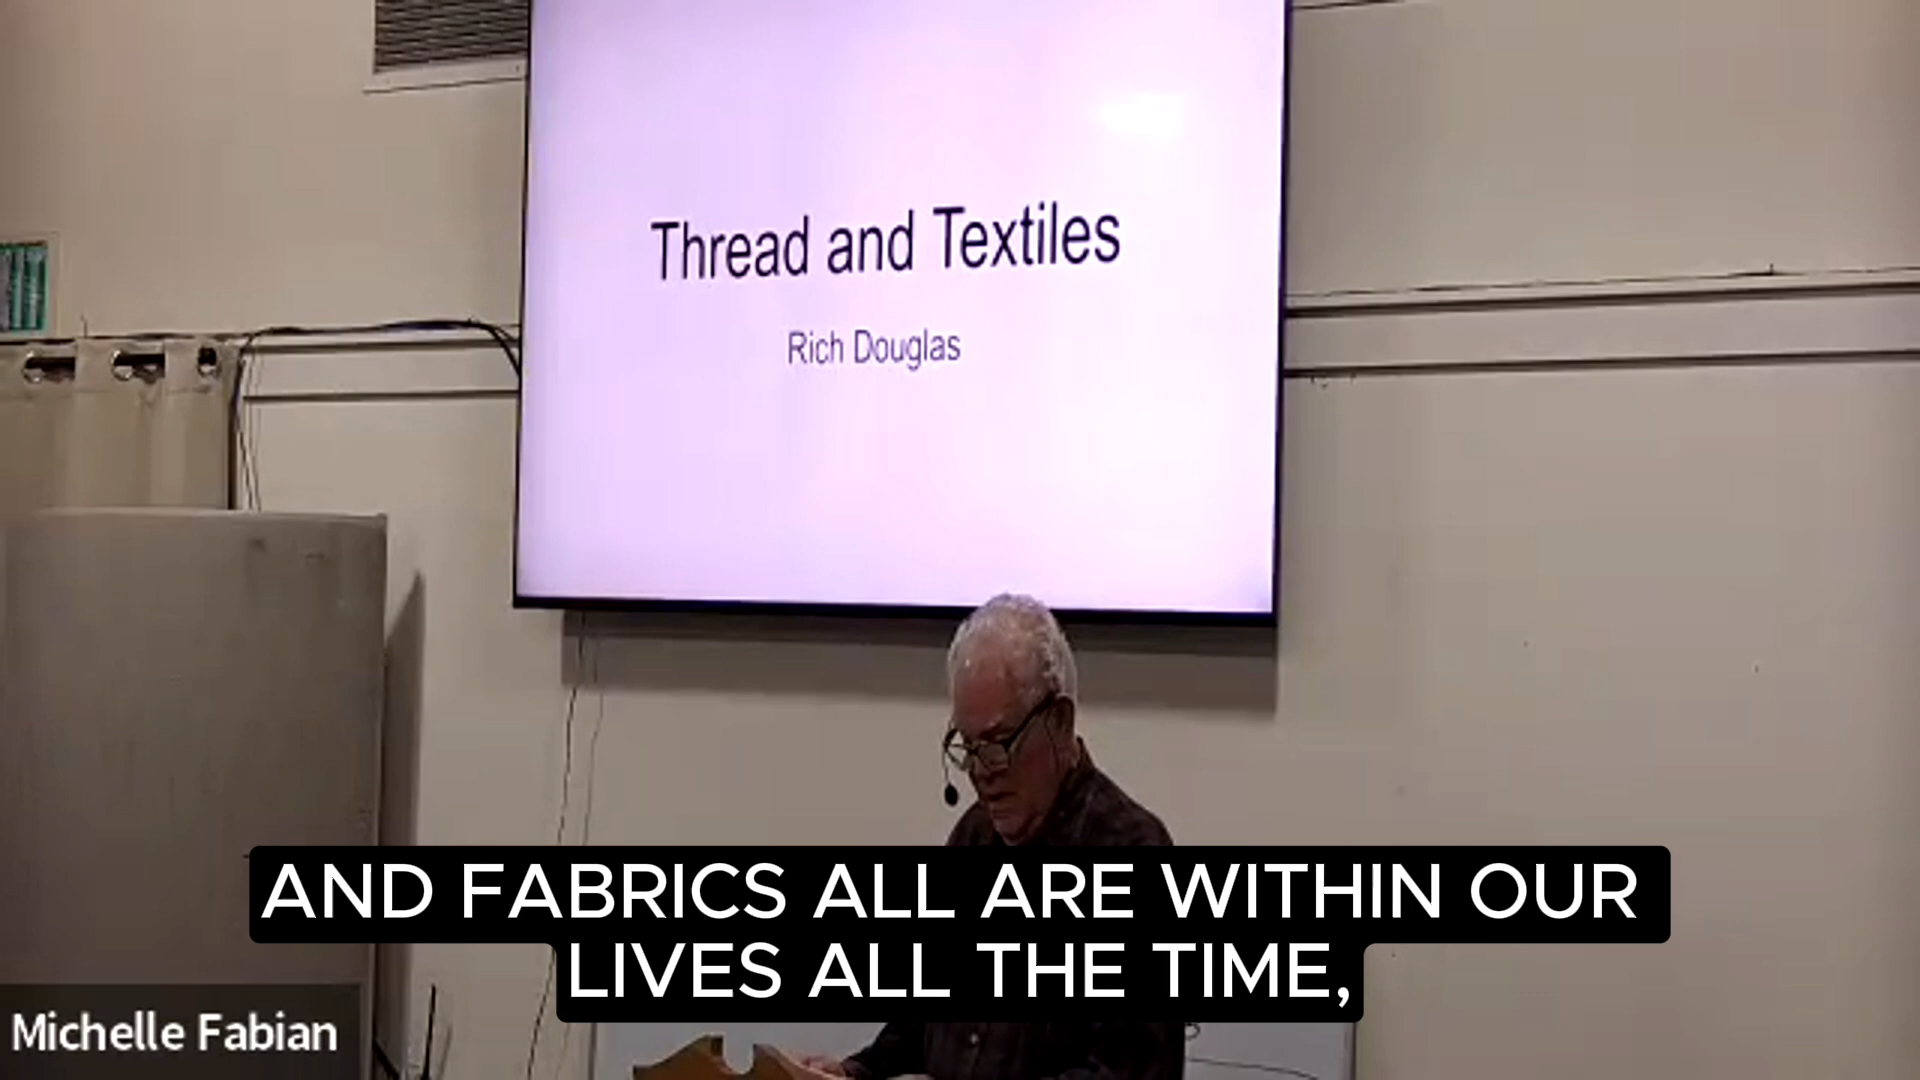 Thread and Textiles
Rich Douglas
AND FABRICS ALL ARE WITHIN OUR
LIVES ALL THE TIME,
Michelle Fabian